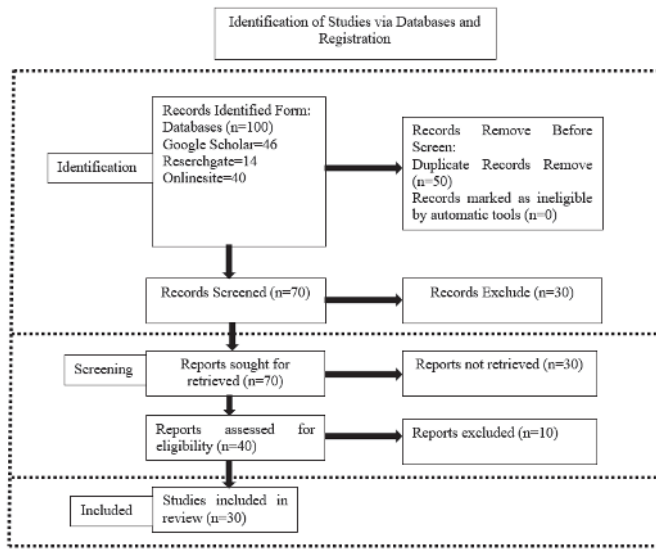 Identification of Studies via Databases and
Registration
Records Identified Form:
Databases (n=100)
Google Scholar=46
Reserchgate=14
Onlinesite=40
Identification
Records Remove Before
Screen:
Duplicate Records Remove
(n=50)
Records marked as ineligible
by automatic tools (n=0)
Records Screened (n=70)
Records Exclude (n=30)
Screening
Reports sought for
retrieved (n=70)
Reports not retrieved (n=30)
Reports assessed for
eligibility (n=40)
Reports excluded (n=10)
Included
Studies included in
review (n=30)